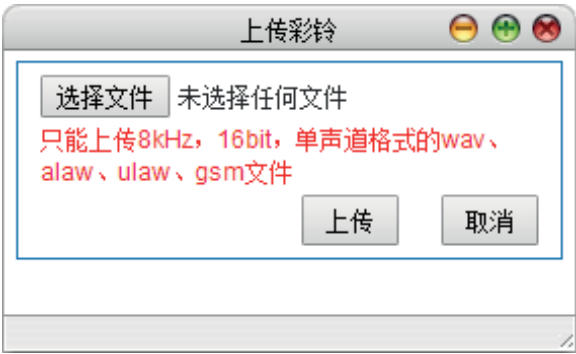 上传彩铃
选择文件 未选择任何文件
只能上传8kHz，16bit，单声道格式的wav、
alaw、ulaw、gsm文件
上传 取消